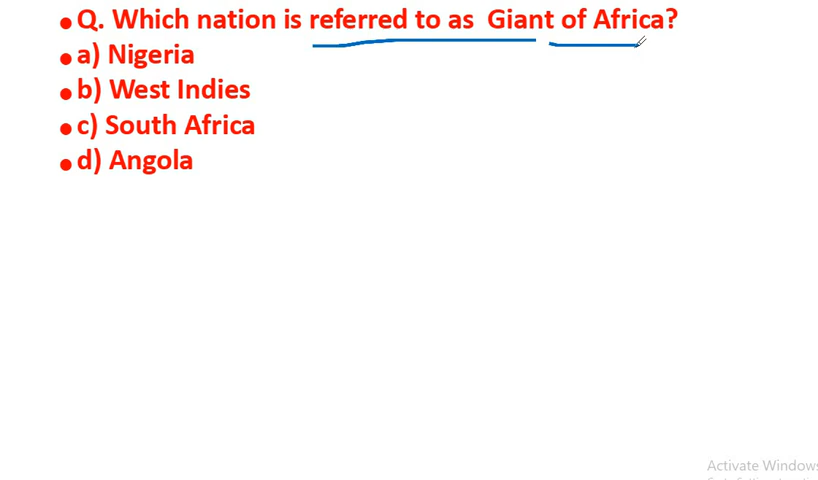 • Q. Which nation is referred to as Giant of Africa?
• a) Nigeria
• b) West Indies
• c) South Africa
• d) Angola
Activate Windows